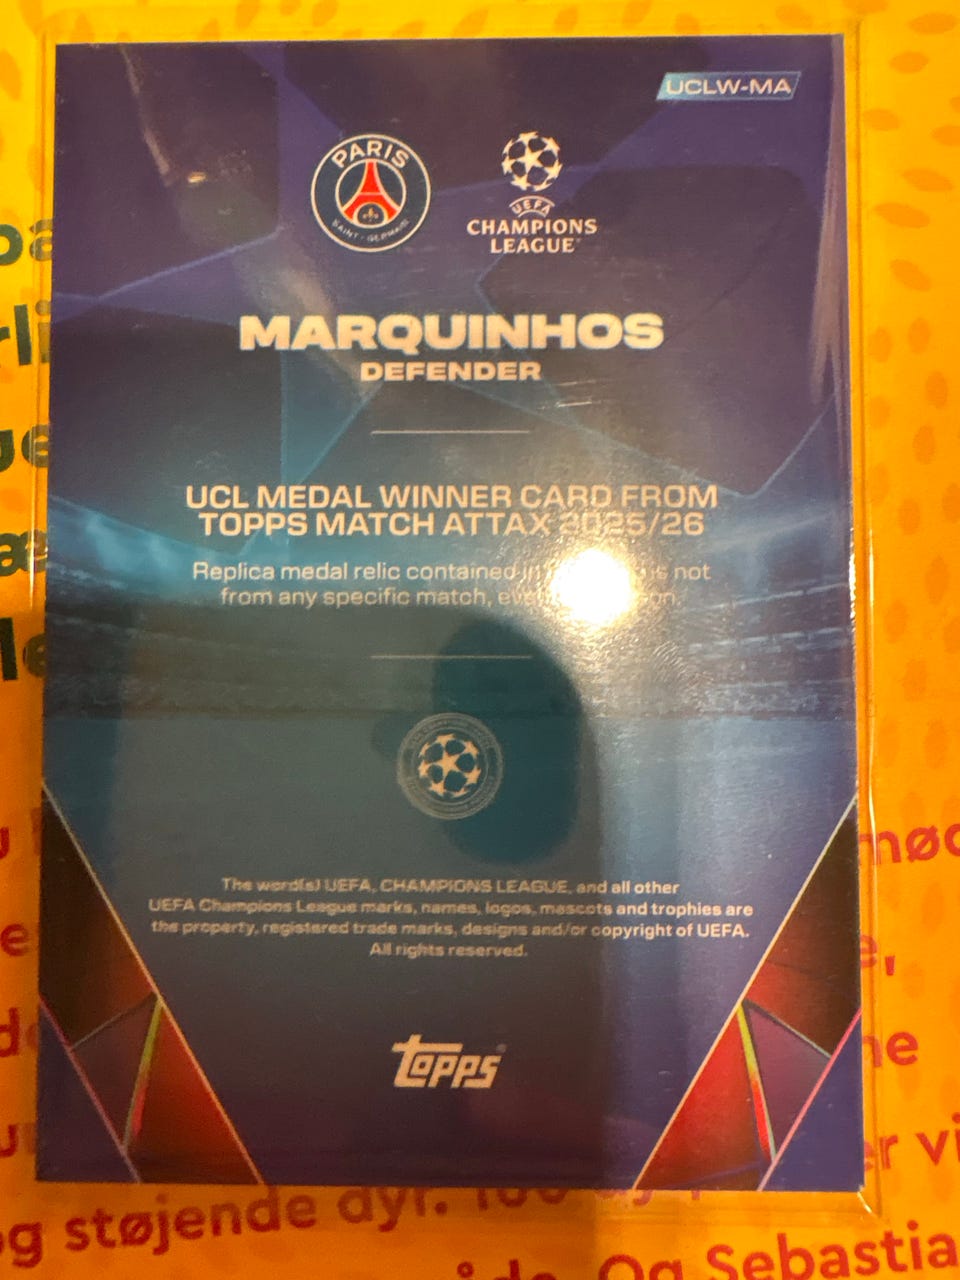 UCLW-MA
PARIS
SAINT-GERMAIN
UEFA
CHAMPIONS
LEAGUE
MARQUINHOS
DEFENDER
UCL MEDAL WINNER CARD FROM
TOPPS MATCH ATTAX 2025/26
Replica medal relic contained is not
from any specific match,
The word(s) UEFA, CHAMPIONS LEAGUE, and all other
UEFA Champions League marks, names, logos, mascots and trophies are
the property, registered trade marks, designs and/or copyright of UEFA.
All rights reserved.
Topps
og støjende dyr.
Og Sebastia